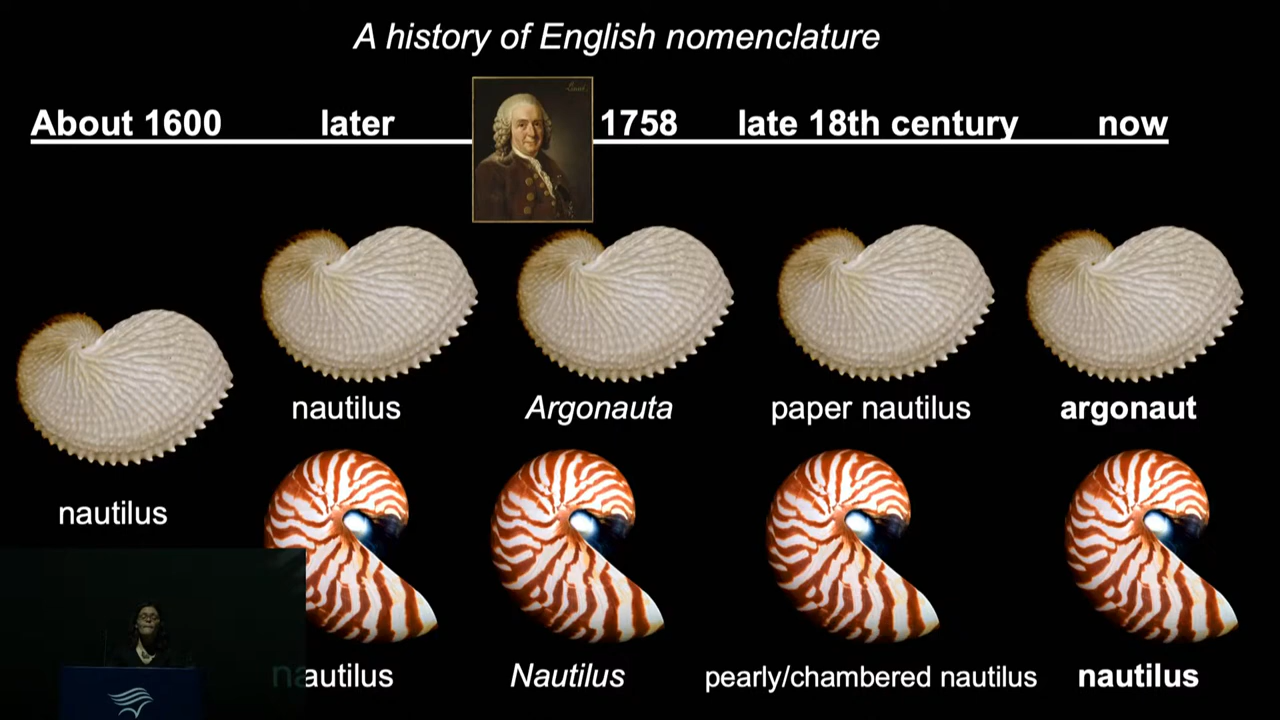 A history of English nomenclature
About 1600 later 1758 late 18th century now
nautilus Argonauta paper nautilus argonaut
nautilus
nautilus Nautilus pearly/chambered nautilus nautilus